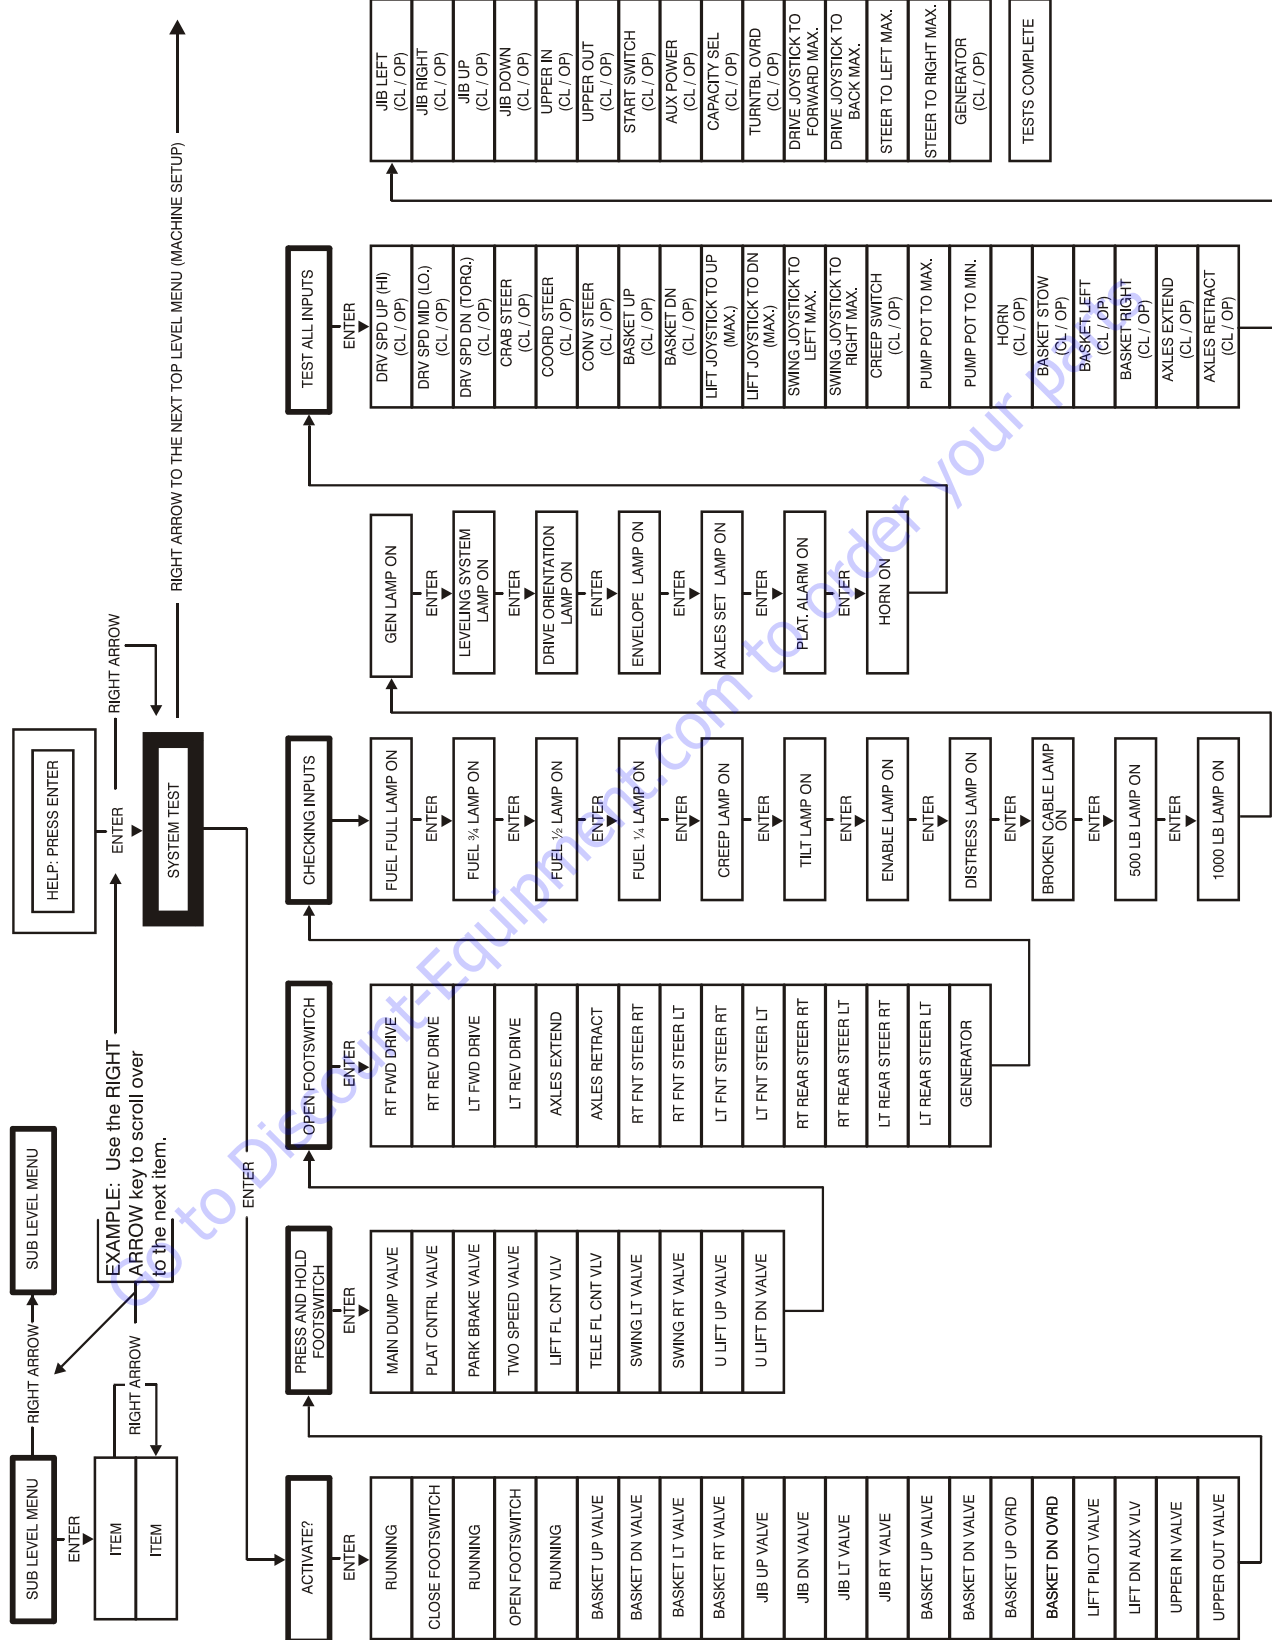 SUB LEVEL MENU
RIGHT ARROW
SUB LEVEL MENU
ENTER
ITEM
ITEM
RIGHT ARROW
EXAMPLE: Use the RIGHT
ARROW key to scroll over
to the next item.
HELP: PRESS ENTER
ENTER
RIGHT ARROW
SYSTEM TEST
RIGHT ARROW TO THE NEXT TOP LEVEL MENU (MACHINE SETUP)
ENTER
ACTIVATE?
ENTER
RUNNING
CLOSE FOOTSWITCH
RUNNING
OPEN FOOTSWITCH
RUNNING
BASKET UP VALVE
BASKET DN VALVE
BASKET LT VALVE
BASKET RT VALVE
JIB UP VALVE
JIB DN VALVE
JIB LT VALVE
JIB RT VALVE
BASKET UP VALVE
BASKET DN VALVE
BASKET UP OVRD
BASKET DN OVRD
LIFT PILOT VALVE
LIFT DN AUX VLV
UPPER IN VALVE
UPPER OUT VALVE
PRESS AND HOLD
FOOTSWITCH
ENTER
MAIN DUMP VALVE
PLAT CNTRL VALVE
PARK BRAKE VALVE
TWO SPEED VALVE
LIFT FL CNT VLV
TELE FL CNT VLV
SWING LT VALVE
SWING RT VALVE
U LIFT UP VALVE
U LIFT DN VALVE
OPEN FOOTSWITCH
ENTER
RT FWD DRIVE
RT REV DRIVE
LT FWD DRIVE
LT REV DRIVE
AXLES EXTEND
AXLES RETRACT
RT FNT STEER RT
RT FNT STEER LT
LT FNT STEER RT
LT FNT STEER LT
RT REAR STEER RT
RT REAR STEER LT
LT REAR STEER RT
LT REAR STEER LT
GENERATOR
CHECKING INPUTS
FUEL FULL LAMP ON
ENTER
FUEL ¾ LAMP ON
ENTER
FUEL ½ LAMP ON
ENTER
FUEL ¼ LAMP ON
ENTER
CREEP LAMP ON
ENTER
TILT LAMP ON
ENTER
ENABLE LAMP ON
ENTER
DISTRESS LAMP ON
ENTER
BROKEN CABLE LAMP
ON
ENTER
500 LB LAMP ON
ENTER
1000 LB LAMP ON
GEN LAMP ON
ENTER
LEVELING SYSTEM
LAMP ON
ENTER
DRIVE ORIENTATION
LAMP ON
ENTER
ENVELOPE LAMP ON
ENTER
AXLES SET LAMP ON
ENTER
PLAT. ALARM ON
ENTER
HORN ON
TEST ALL INPUTS
ENTER
DRV SPD UP (HI)
(CL / OP)
DRV SPD MID (LO.)
(CL / OP)
DRV SPD DN (TORQ.)
(CL / OP)
CRAB STEER
(CL / OP)
COORD STEER
(CL / OP)
CONV STEER
(CL / OP)
BASKET UP
(CL / OP)
BASKET DN
(CL / OP)
LIFT JOYSTICK TO UP
(MAX.)
LIFT JOYSTICK TO DN
(MAX.)
SWING JOYSTICK TO
LEFT MAX.
SWING JOYSTICK TO
RIGHT MAX.
CREEP SWITCH
(CL / OP)
PUMP POT TO MAX.
PUMP POT TO MIN.
HORN
(CL / OP)
BASKET STOW
(CL / OP)
BASKET LEFT
(CL / OP)
BASKET RIGHT
(CL / OP)
AXLES EXTEND
(CL / OP)
AXLES RETRACT
(CL / OP)
JIB LEFT
(CL / OP)
JIB RIGHT
(CL / OP)
JIB UP
(CL / OP)
JIB DOWN
(CL / OP)
UPPER IN
(CL / OP)
UPPER OUT
(CL / OP)
START SWITCH
(CL / OP)
AUX POWER
(CL / OP)
CAPACITY SEL
(CL / OP)
TURNTBL OVRD
(CL / OP)
DRIVE JOYSTICK TO
FORWARD MAX.
DRIVE JOYSTICK TO
BACK MAX.
STEER TO LEFT MAX.
STEER TO RIGHT MAX.
GENERATOR
(CL / OP)
TESTS COMPLETE
Go to Discount-Equipment.com to order your parts